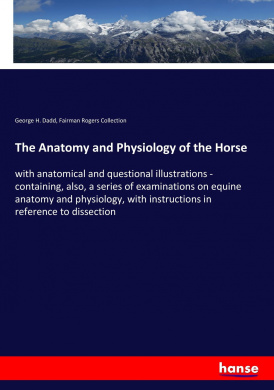 George H. Dadd, Fairman Rogers Collection
The Anatomy and Physiology of the Horse
with anatomical and questional illustrations -
containing, also, a series of examinations on equine
anatomy and physiology, with instructions in
reference to dissection
hanse